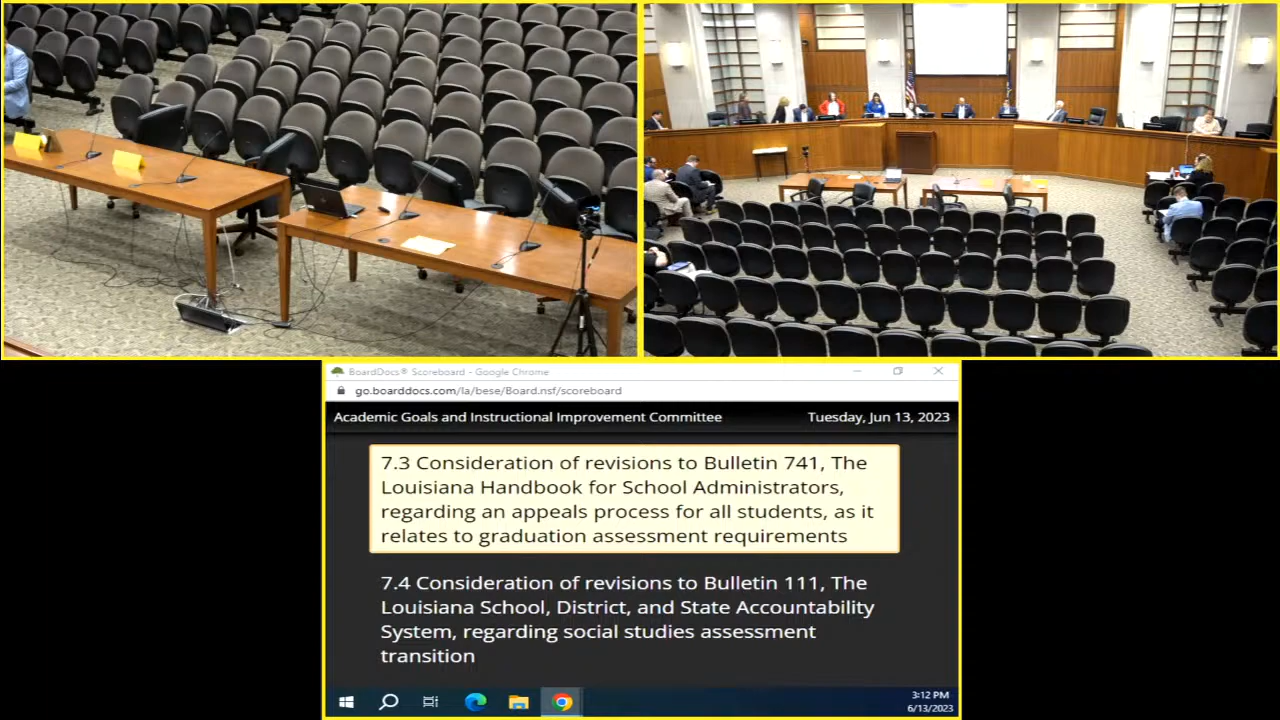 BoardDocs® Scoreboard - Google Chrome
go.boarddocs.com/la/bese/Board.nsf/scoreboard
Academic Goals and Instructional Improvement Committee Tuesday, Jun 13, 2023
7.3 Consideration of revisions to Bulletin 741, The
Louisiana Handbook for School Administrators,
regarding an appeals process for all students, as it
relates to graduation assessment requirements
7.4 Consideration of revisions to Bulletin 111, The
Louisiana School, District, and State Accountability
System, regarding social studies assessment
transition
3:12 PM
6/13/2023